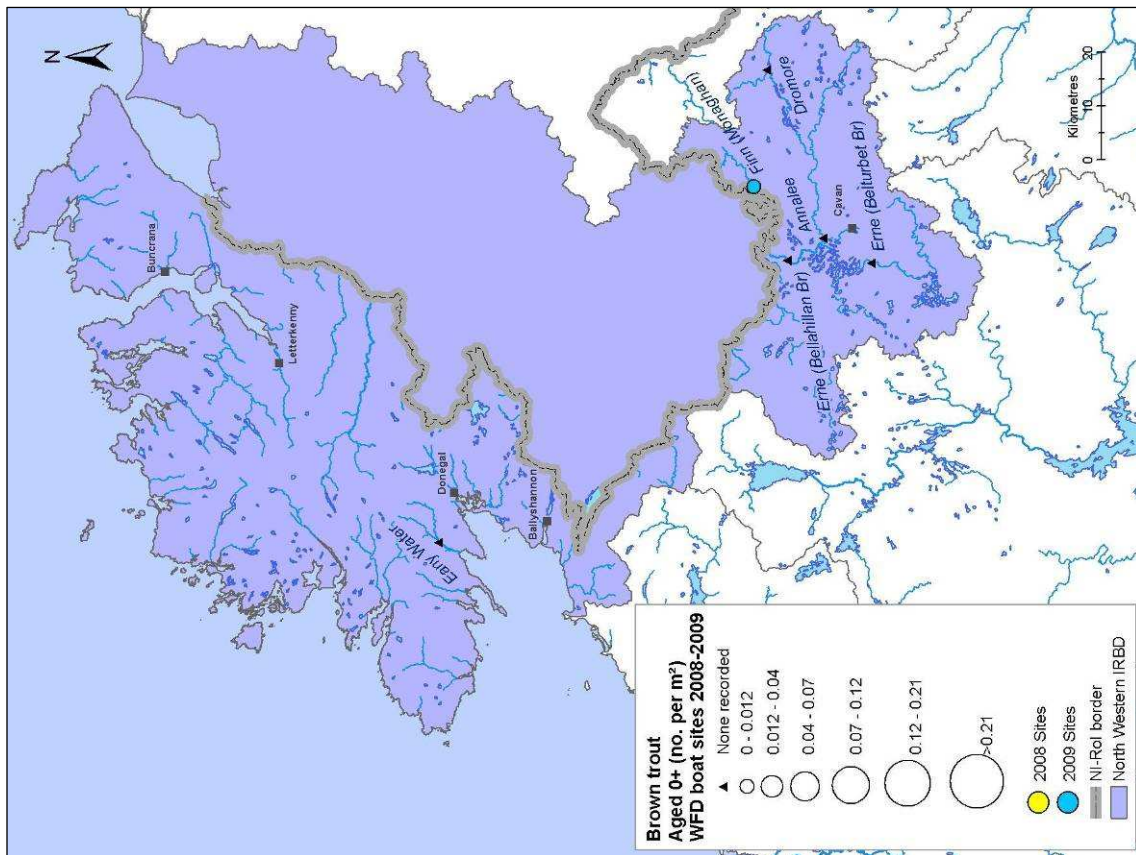 N
Buncrana
Letterkenny
Donegal
Eany Water
Ballyshannon
Finn (Monaghan)
Dromore
Annalee
Cavan
Erne (Belturbet Br)
Erne (Bellahillan Br)
Brown trout
Aged 0+ (no. per m²)
WFD boat sites 2008-2009
None recorded
0 - 0.012
0.012 - 0.04
0.04 - 0.07
0.07 - 0.12
0.12 - 0.21
>0.21
2008 Sites
2009 Sites
NI-RoI border
North Western IRBD
0 10 20
Kilometres